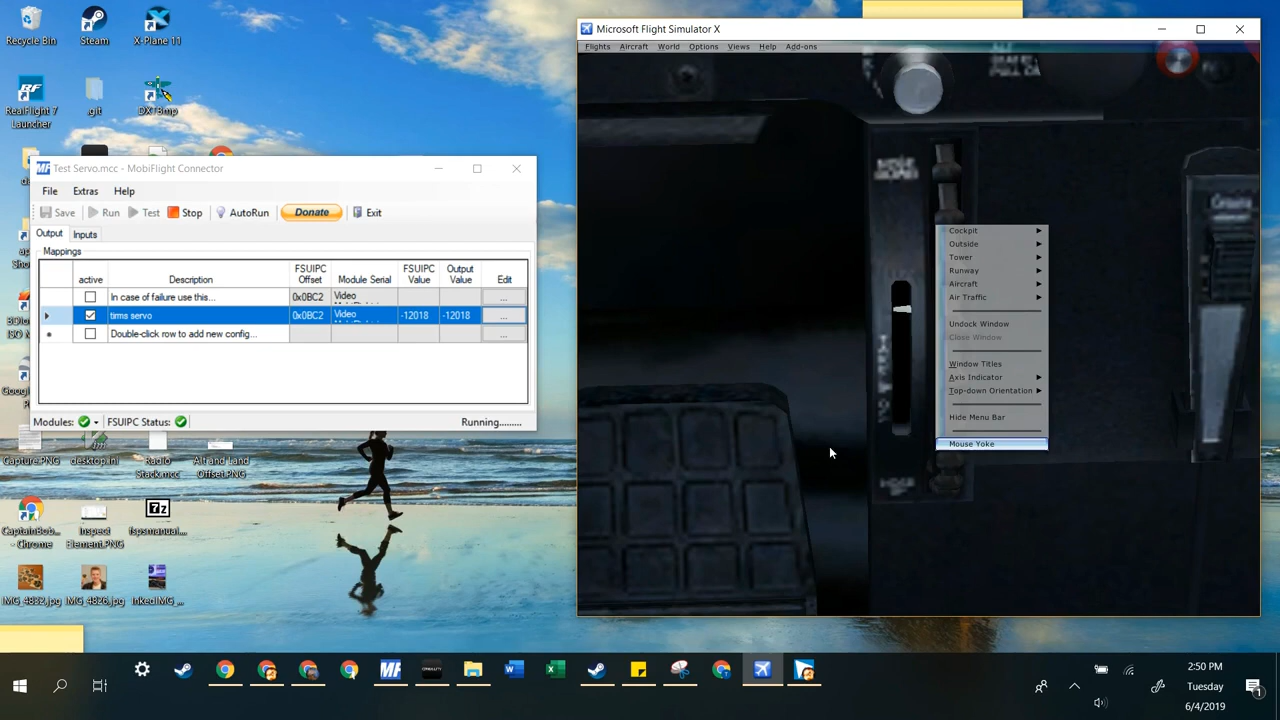 Recycle Bin
Steam
X-Plane 11
RF
RealFlight 7
Launcher
.git
DXTBmp
Test Servo.mcc - MobiFlight Connector
File Extras Help
Save Run Test Stop AutoRun Donate Exit
Output Inputs
Mappings
active Description FSUIPC Offset Module Serial FSUIPC Value Output Value Edit
In case of failure use this... 0x0BC2 Video ...
tirms servo 0x0BC2 Video -12018 -12018 ...
Double-click row to add new config... ...
Modules: FSUIPC Status: Running.........
Capture.PNG
desktop.ini
Radio
Stack.mcc
Alt and Land
Offset.PNG
CaptainBob...
- Chrome
Inspect
Element.PNG
7z
fspsmanual...
IMG_4832.jpg
IMG_4826.jpg
InkedIMG_...
Microsoft Flight Simulator X
Flights Aircraft World Options Views Help Add-ons
Cockpit
Outside
Tower
Runway
Aircraft
Air Traffic
Undock Window
Close Window
Window Titles
Axis Indicator
Top-down Orientation
Hide Menu Bar
Mouse Yoke
2:50 PM
Tuesday
6/4/2019
1